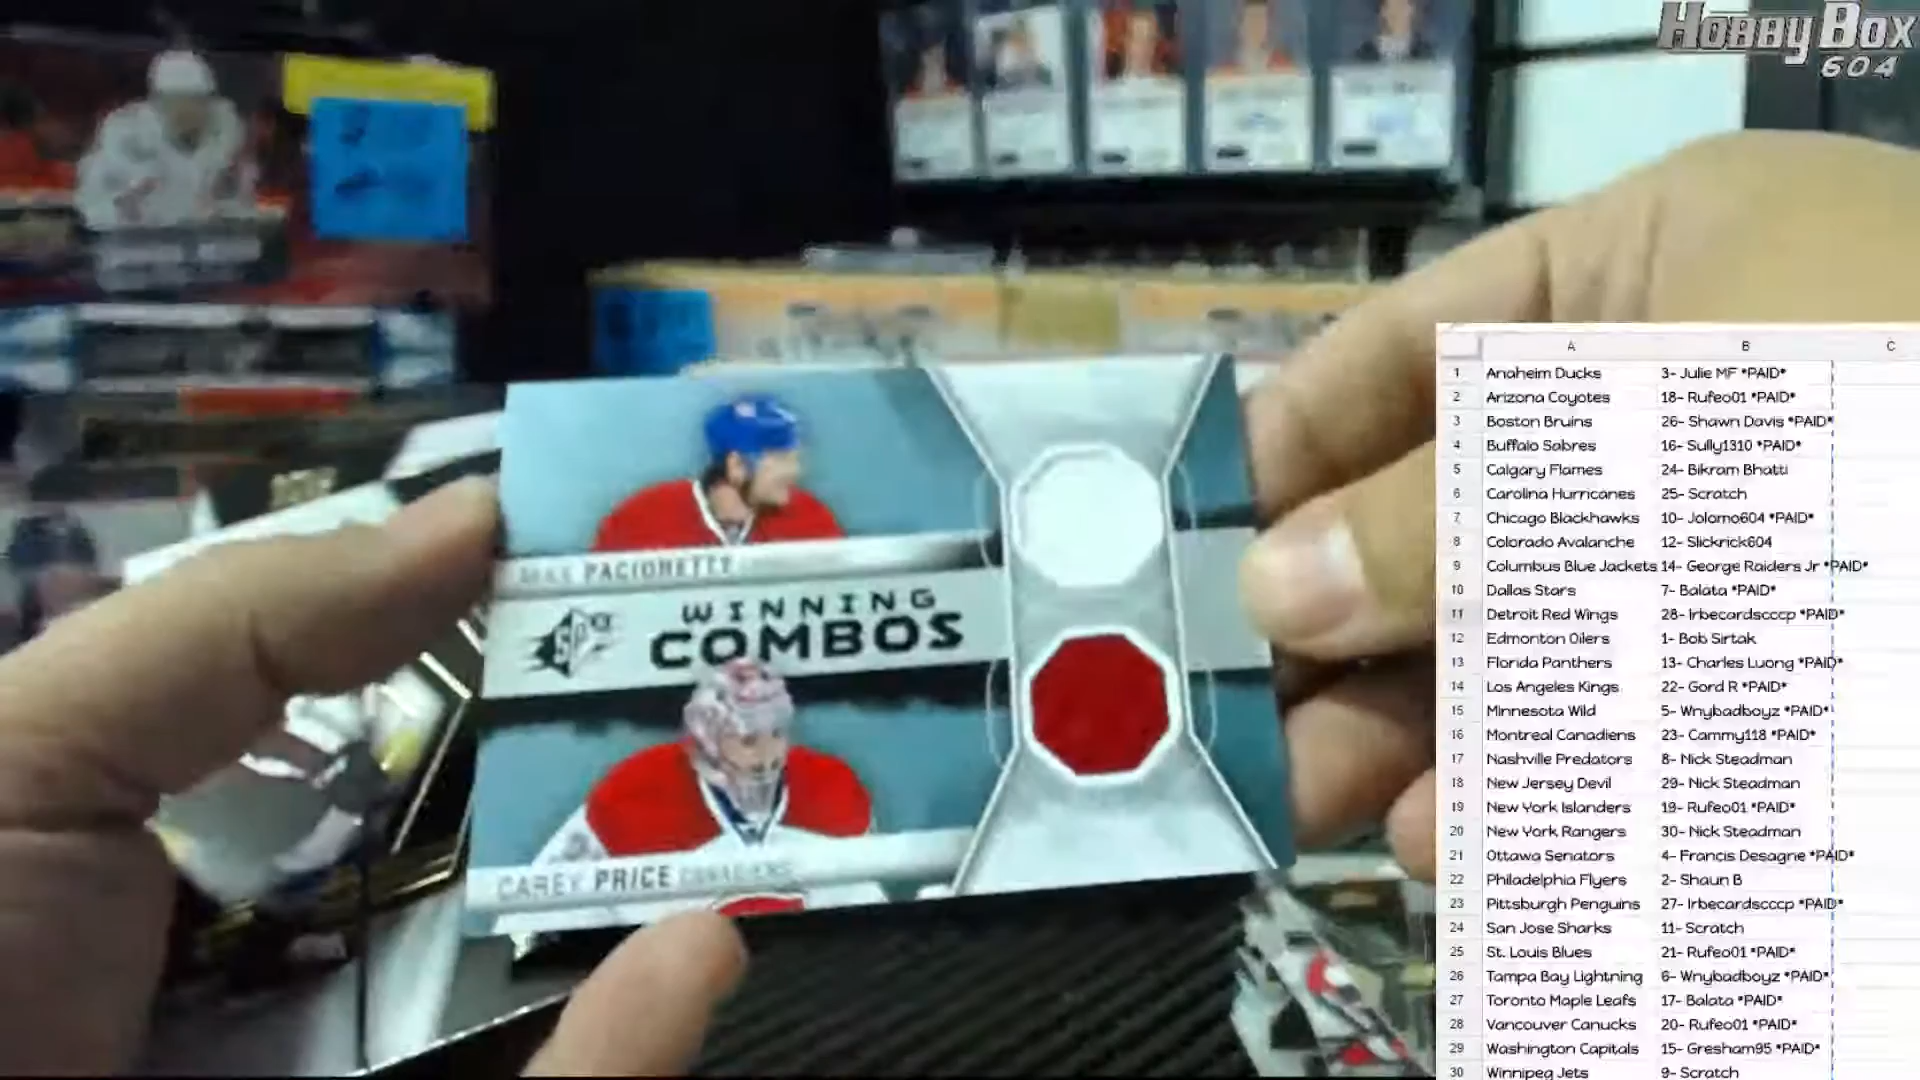 HOBBY BOX
604
MAX PACIORETTY
SPX
WINNING
COMBOS
CAREY PRICE CANADIENS
A B C
1 Anaheim Ducks 3- Julie MF *PAID*
2 Arizona Coyotes 18- Rufeo01 *PAID*
3 Boston Bruins 26- Shawn Davis *PAID*
4 Buffalo Sabres 16- Sully1310 *PAID*
5 Calgary Flames 24- Bikram Bhatti
6 Carolina Hurricanes 25- Scratch
7 Chicago Blackhawks 10- Jolomo604 *PAID*
8 Colorado Avalanche 12- Slickrick604
9 Columbus Blue Jackets 14- George Raiders Jr *PAID*
10 Dallas Stars 7- Balata *PAID*
11 Detroit Red Wings 28- Irbecardscccp *PAID*
12 Edmonton Oilers 1- Bob Sirtak
13 Florida Panthers 13- Charles Luong *PAID*
14 Los Angeles Kings 22- Gord R *PAID*
15 Minnesota Wild 5- Wnybadboyz *PAID*
16 Montreal Canadiens 23- Cammy118 *PAID*
17 Nashville Predators 8- Nick Steadman
18 New Jersey Devil 29- Nick Steadman
19 New York Islanders 19- Rufeo01 *PAID*
20 New York Rangers 30- Nick Steadman
21 Ottawa Senators 4- Francis Desagne *PAID*
22 Philadelphia Flyers 2- Shaun B
23 Pittsburgh Penguins 27- Irbecardscccp *PAID*
24 San Jose Sharks 11- Scratch
25 St. Louis Blues 21- Rufeo01 *PAID*
26 Tampa Bay Lightning 6- Wnybadboyz *PAID*
27 Toronto Maple Leafs 17- Balata *PAID*
28 Vancouver Canucks 20- Rufeo01 *PAID*
29 Washington Capitals 15- Gresham95 *PAID*
30 Winnipeg Jets 9- Scratch